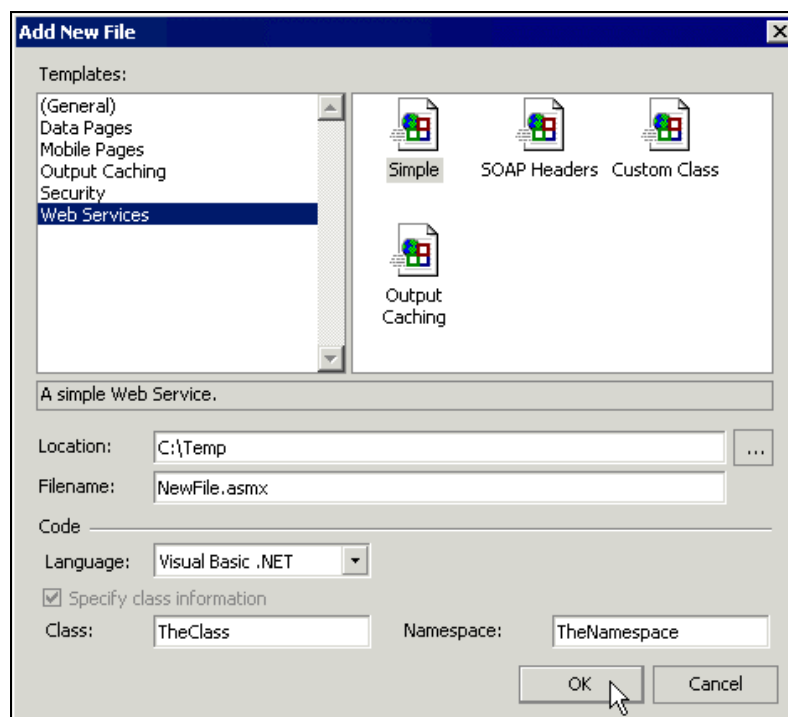 Add New File
Templates:
(General)
Data Pages
Mobile Pages
Output Caching
Security
Web Services
Simple
SOAP Headers
Custom Class
Output
Caching
A simple Web Service.
Location:
C:\Temp
...
Filename:
NewFile.asmx
Code
Language:
Visual Basic .NET
Specify class information
Class:
TheClass
Namespace:
TheNamespace
OK
Cancel